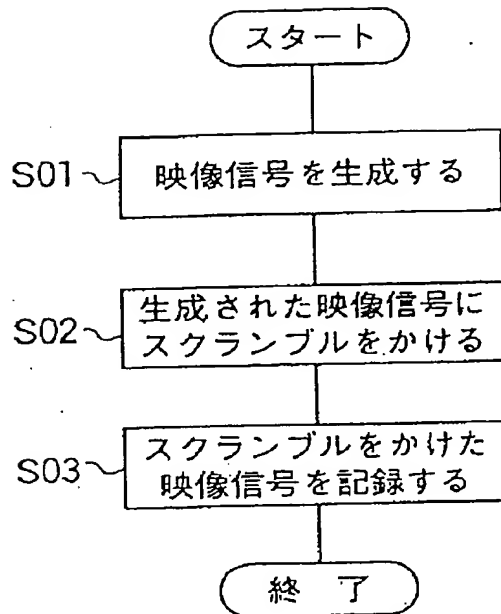 スタート
S01
映像信号を生成する
S02
生成された映像信号に
スクランブルをかける
S03
スクランブルをかけた
映像信号を記録する
終 了